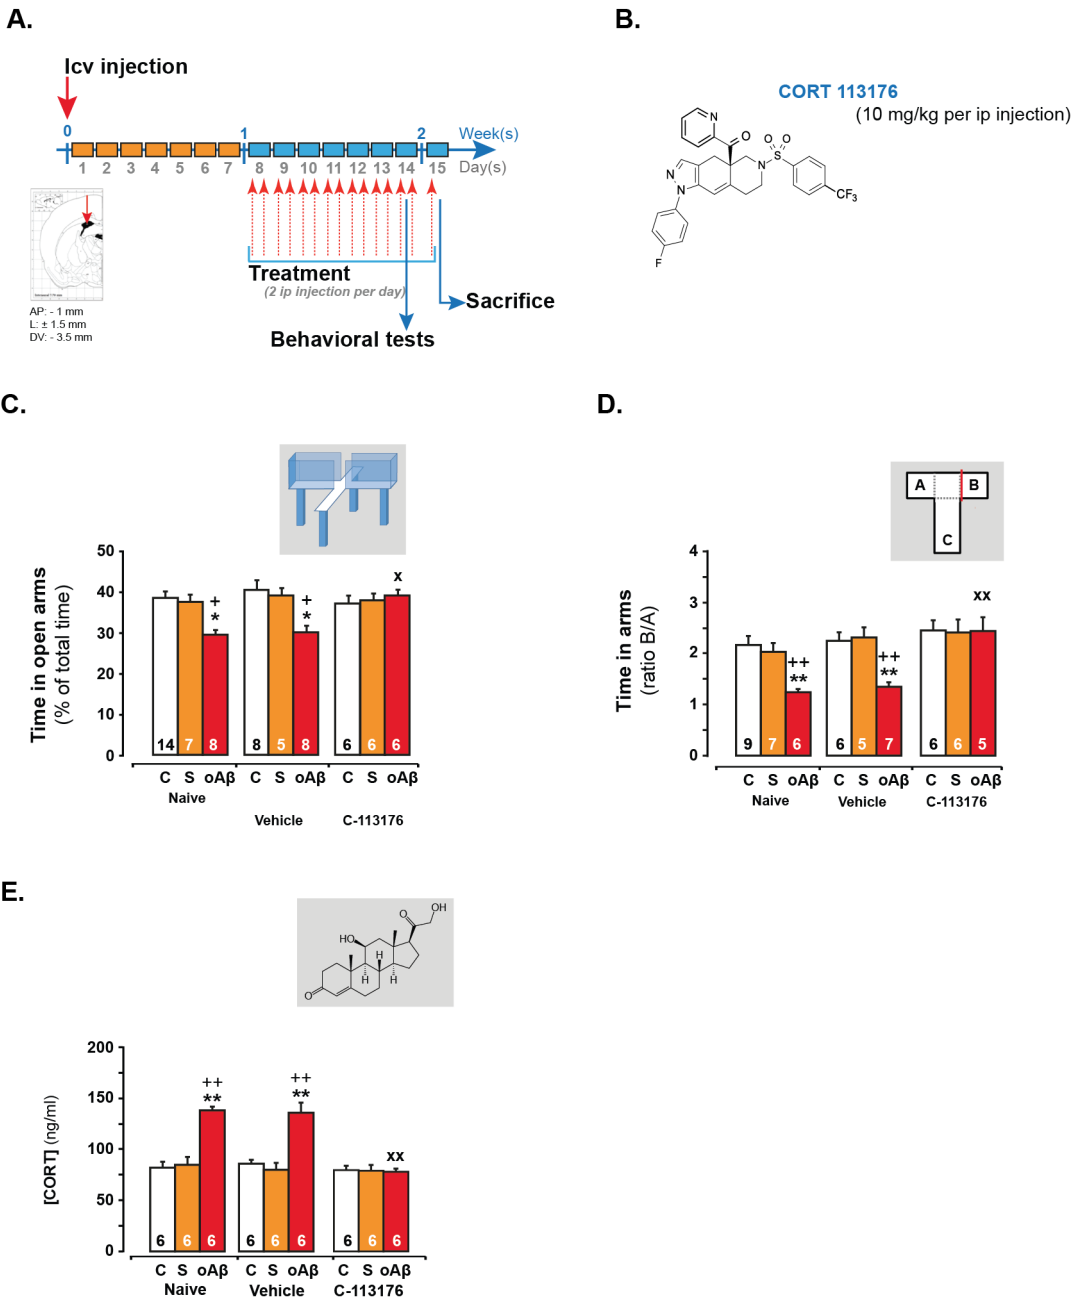 A.
Icv injection
0 1 2 Week(s)
1 2 3 4 5 6 7 8 9 10 11 12 13 14 15 Day(s)
Treatment
(2 ip injection per day)
Sacrifice
Behavioral tests
AP: - 1 mm
L: ± 1.5 mm
DV: - 3.5 mm
B.
CORT 113176
(10 mg/kg per ip injection)
N
O
O O
S
N
N
N
CF3
F
C.
Time in open arms
(% of total time)
50
40
30
20
10
0
+
*
+
*
x
14 7 8 8 5 8 6 6 6
C S oAβ C S oAβ C S oAβ
Naive
Vehicle C-113176
D.
A B
C
Time in arms
(ratio B/A)
4
3
2
1
0
++
**
++
**
xx
9 7 6 6 5 7 6 6 5
C S oAβ C S oAβ C S oAβ
Naive Vehicle C-113176
E.
OH
O
HO
H
H H
O
[CORT] (ng/ml)
200
150
100
50
0
++
**
++
**
xx
6 6 6 6 6 6 6 6 6
C S oAβ C S oAβ C S oAβ
Naive Vehicle C-113176